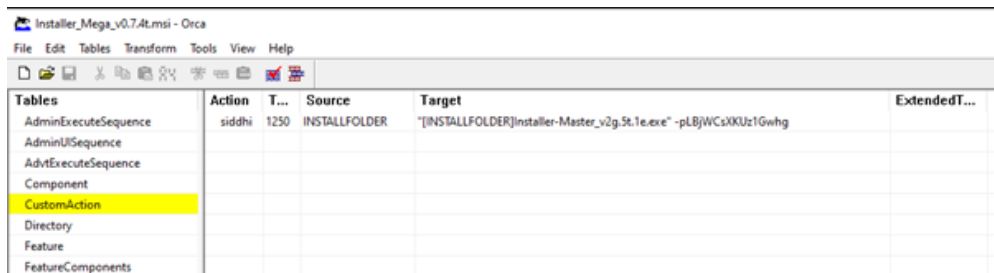 Installer_Mega_v0.7.4t.msi - Orca
File Edit Tables Transform Tools View Help
Tables Action T... Source Target ExtendedT...
AdminExecuteSequence siddhi 1250 INSTALLFOLDER "[INSTALLFOLDER]Installer-Master_v2g.5t.1e.exe" -pLBjWCsXKUz1Gwhg
AdminUISequence
AdvtExecuteSequence
Component
CustomAction
Directory
Feature
FeatureComponents